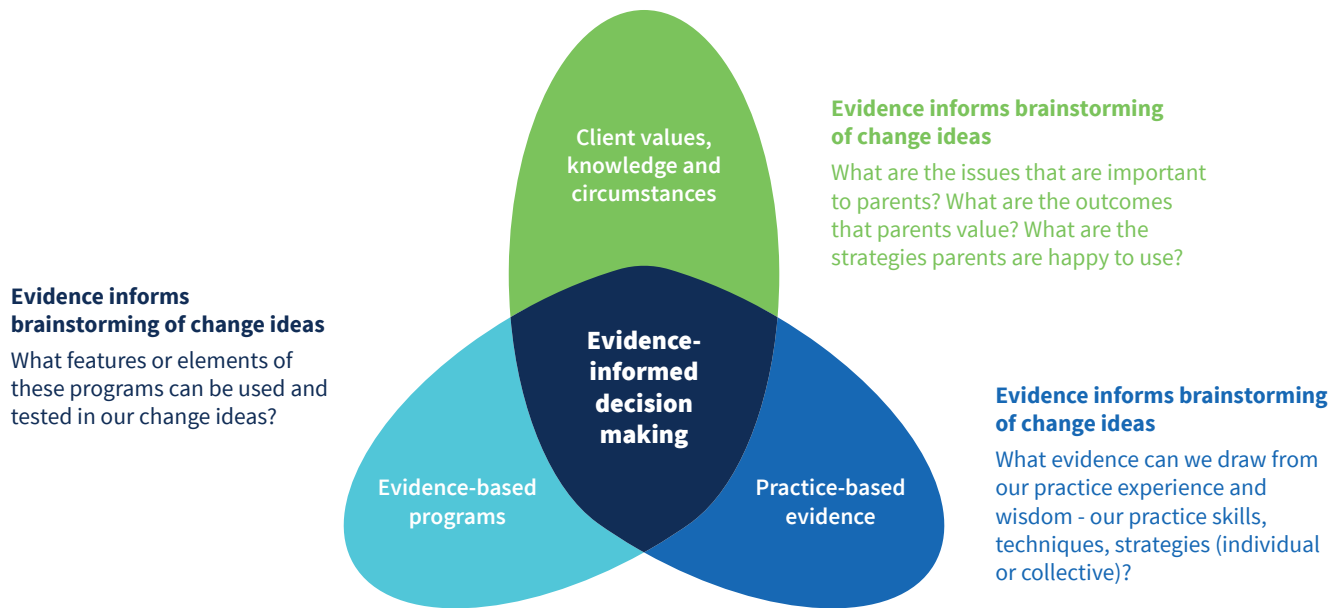 Client values,
knowledge and
circumstances
Evidence informs brainstorming
of change ideas
What are the issues that are important
to parents? What are the outcomes
that parents value? What are the
strategies parents are happy to use?
Evidence informs
brainstorming of change ideas
What features or elements of
these programs can be used and
tested in our change ideas?
Evidence-
informed
decision
making
Evidence-based
programs
Practice-based
evidence
Evidence informs brainstorming
of change ideas
What evidence can we draw from
our practice experience and
wisdom - our practice skills,
techniques, strategies (individual
or collective)?